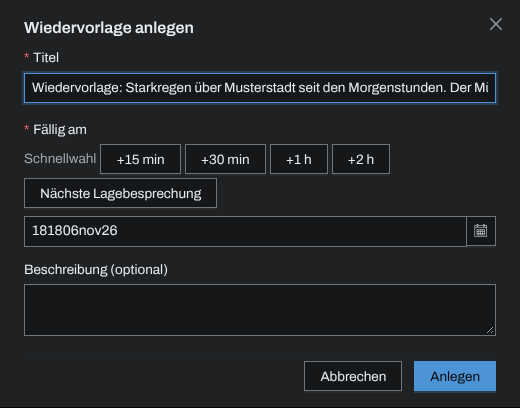 Wiedervorlage anlegen
* Titel
Wiedervorlage: Starkregen über Musterstadt seit den Morgenstunden. Der
* Fällig am
Schnellwahl +15 min +30 min +1 h +2 h
Nächste Lagebesprechung
181806nov26
Beschreibung (optional)
Abbrechen Anlegen